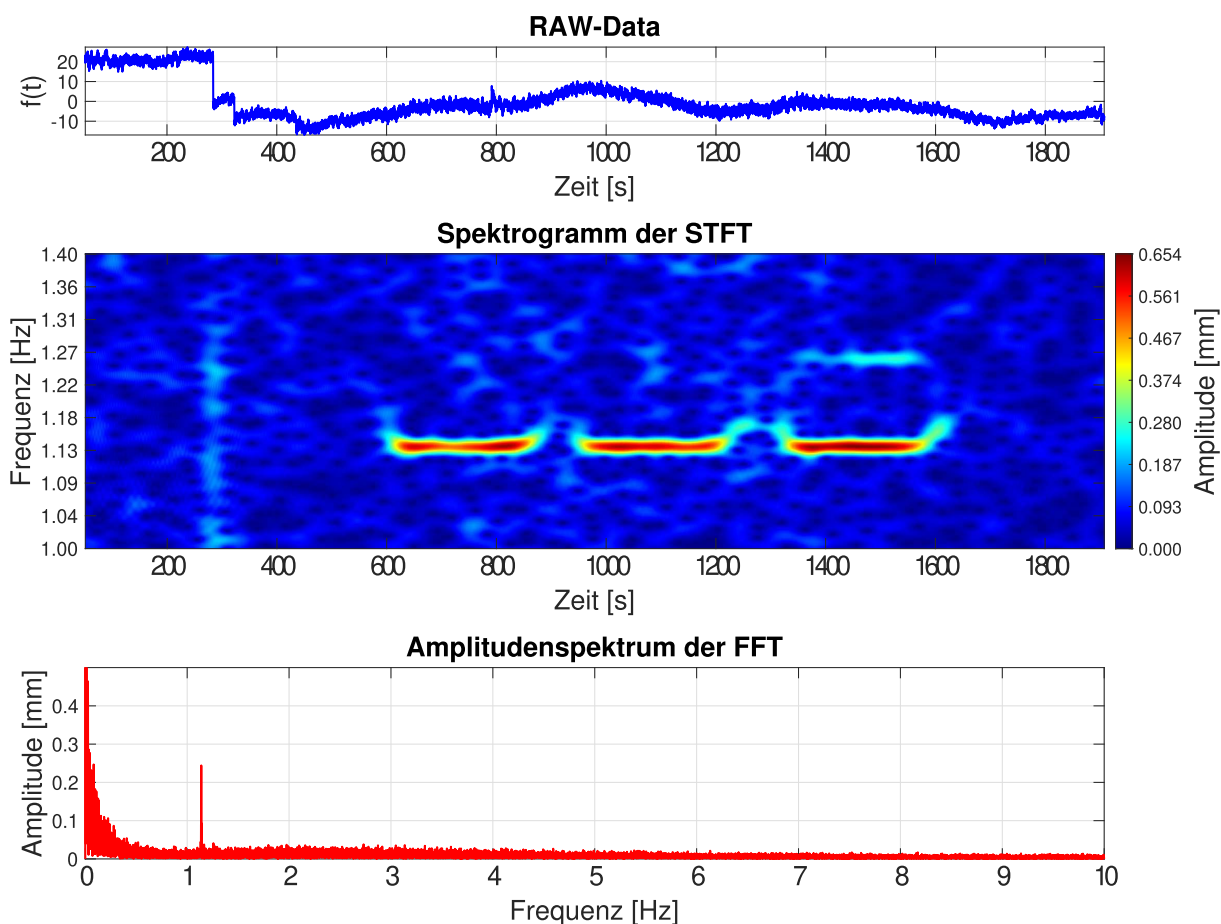 RAW-Data
f(t)
20
10
0
-10
200 400 600 800 1000 1200 1400 1600 1800
Zeit [s]
Spektrogramm der STFT
Frequenz [Hz]
1.40
1.36
1.31
1.27
1.22
1.18
1.13
1.09
1.04
1.00
200 400 600 800 1000 1200 1400 1600 1800
Zeit [s]
0.654
0.561
0.467
0.374
0.280
0.187
0.093
0.000
Amplitude [mm]
Amplitudenspektrum der FFT
Amplitude [mm]
0.4
0.3
0.2
0.1
0
0 1 2 3 4 5 6 7 8 9 10
Frequenz [Hz]